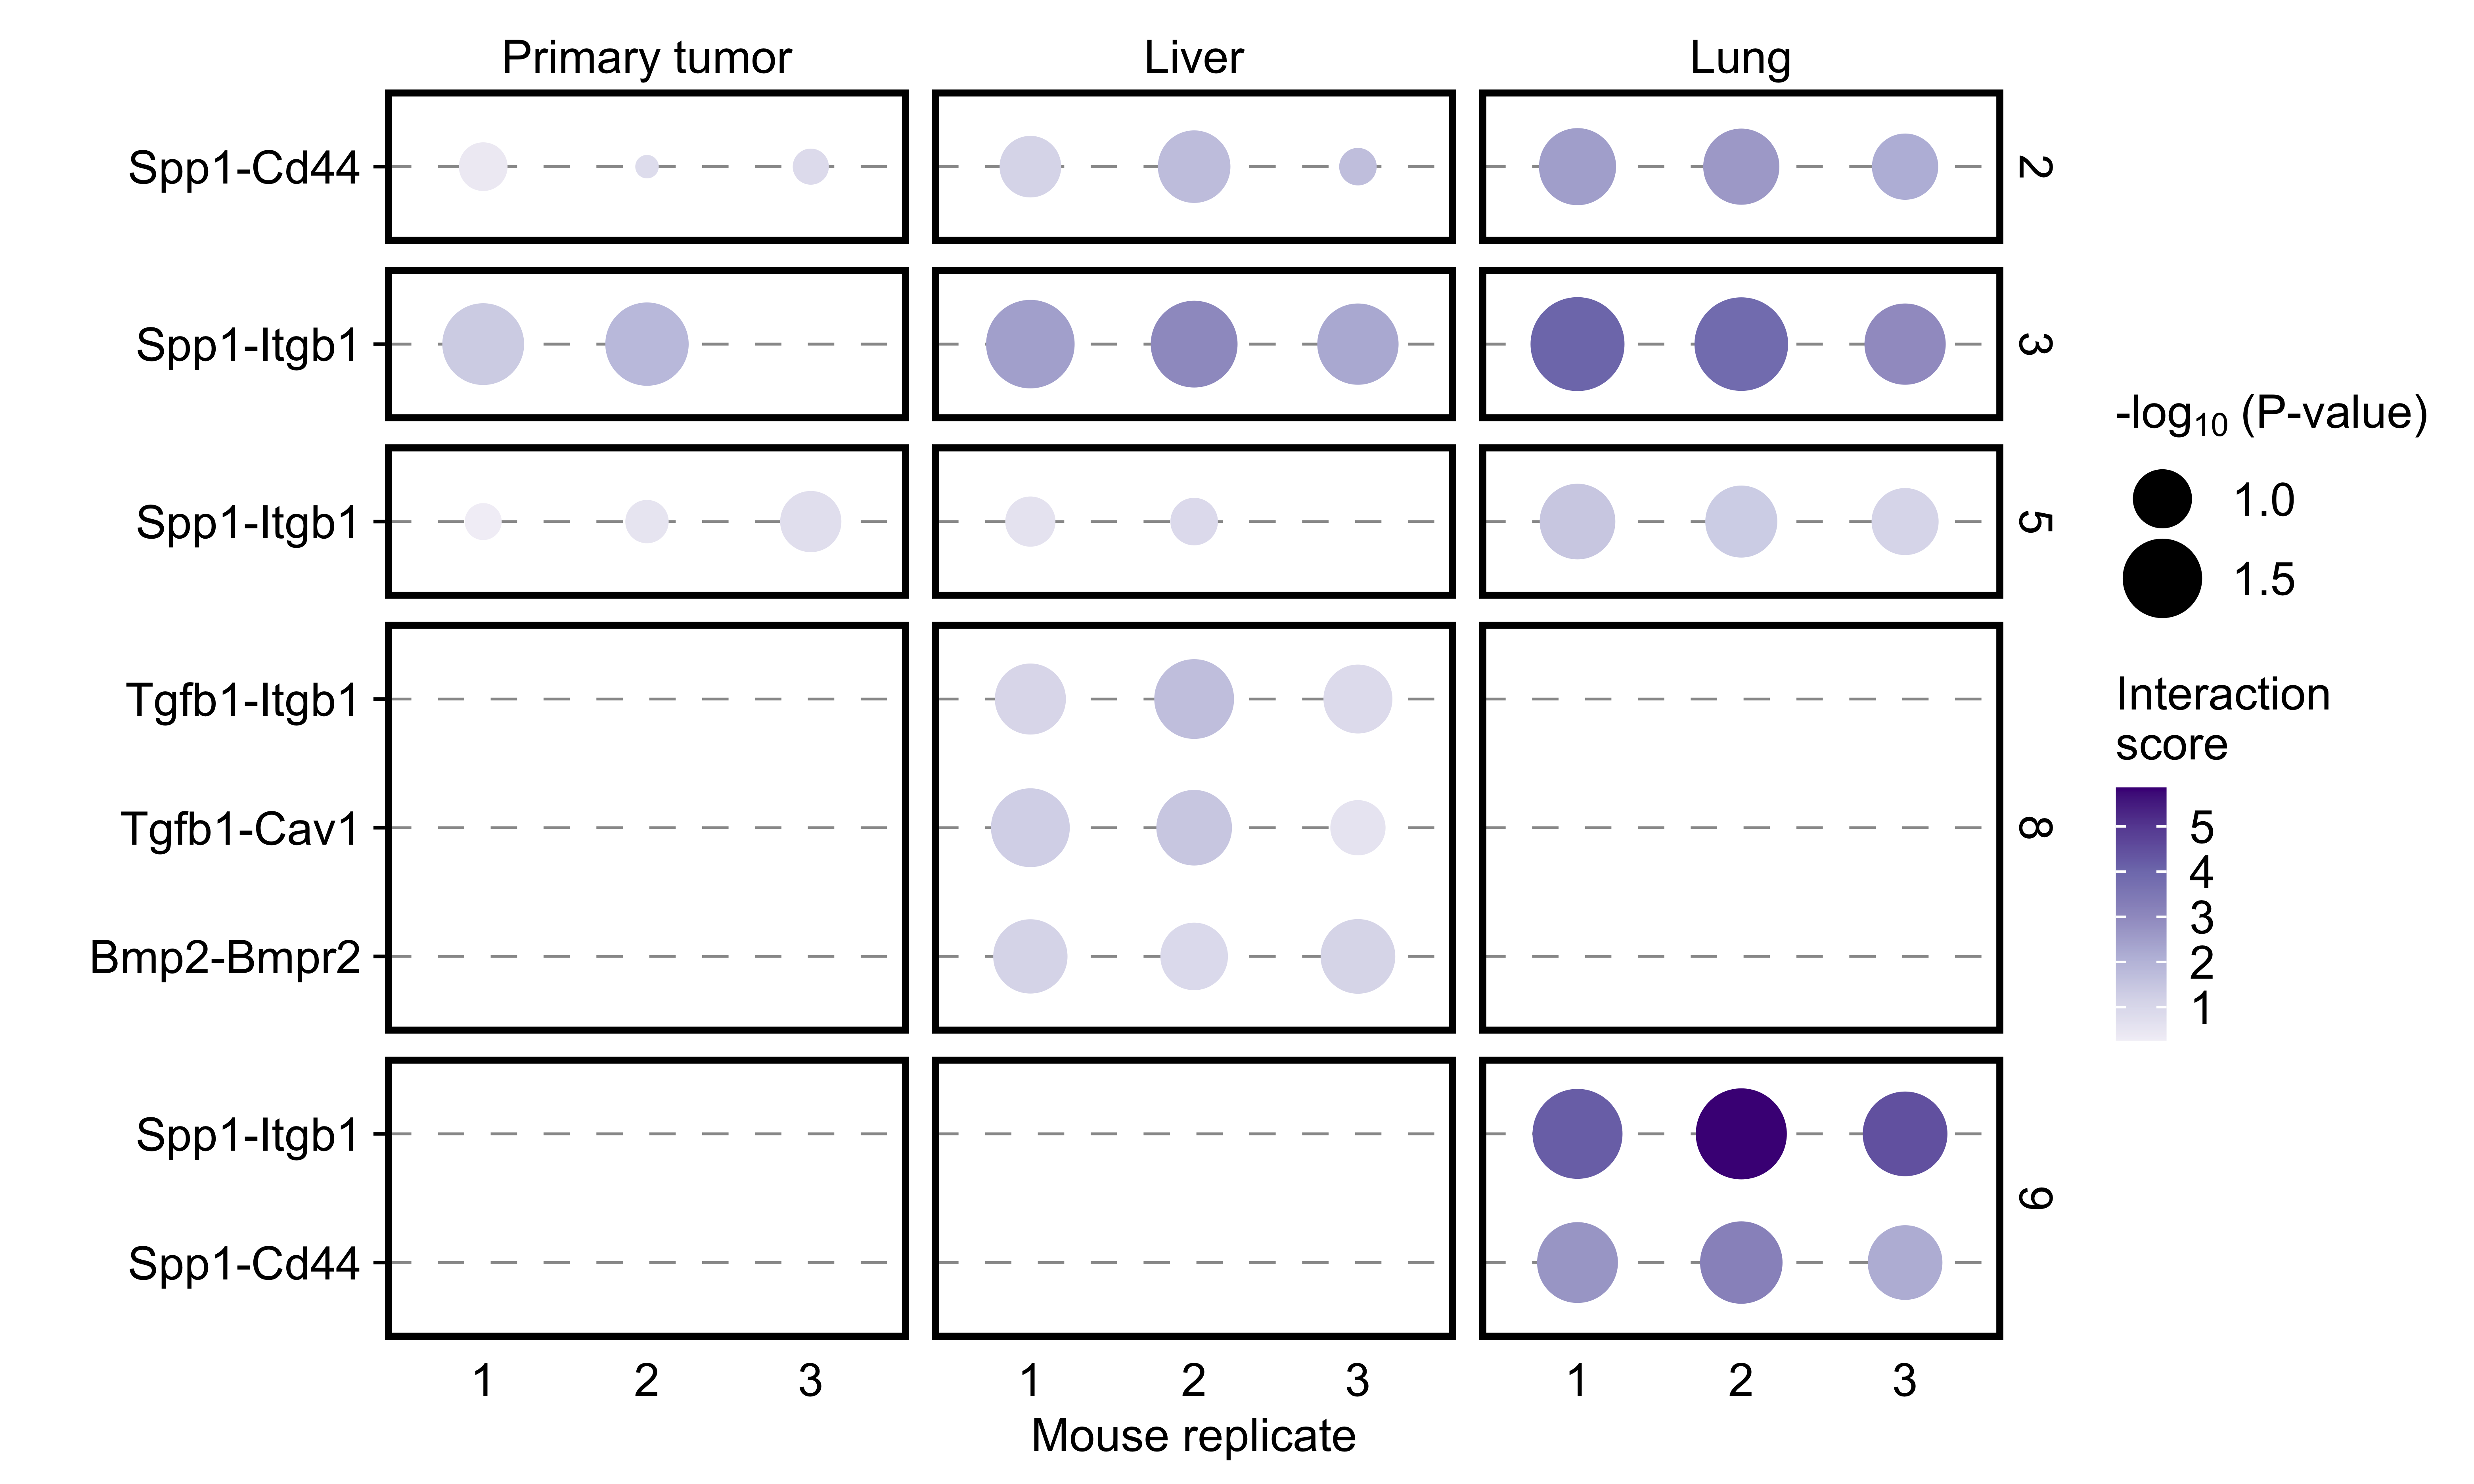 Primary tumor Liver Lung
Spp1-Cd44 2
Spp1-Itgb1 3
Spp1-Itgb1 5
Tgfb1-Itgb1
Tgfb1-Cav1 8
Bmp2-Bmpr2
Spp1-Itgb1
9
Spp1-Cd44
1 2 3 1 2 3 1 2 3
Mouse replicate
-log10 (P-value)
1.0
1.5
Interaction
score
5
4
3
2
1